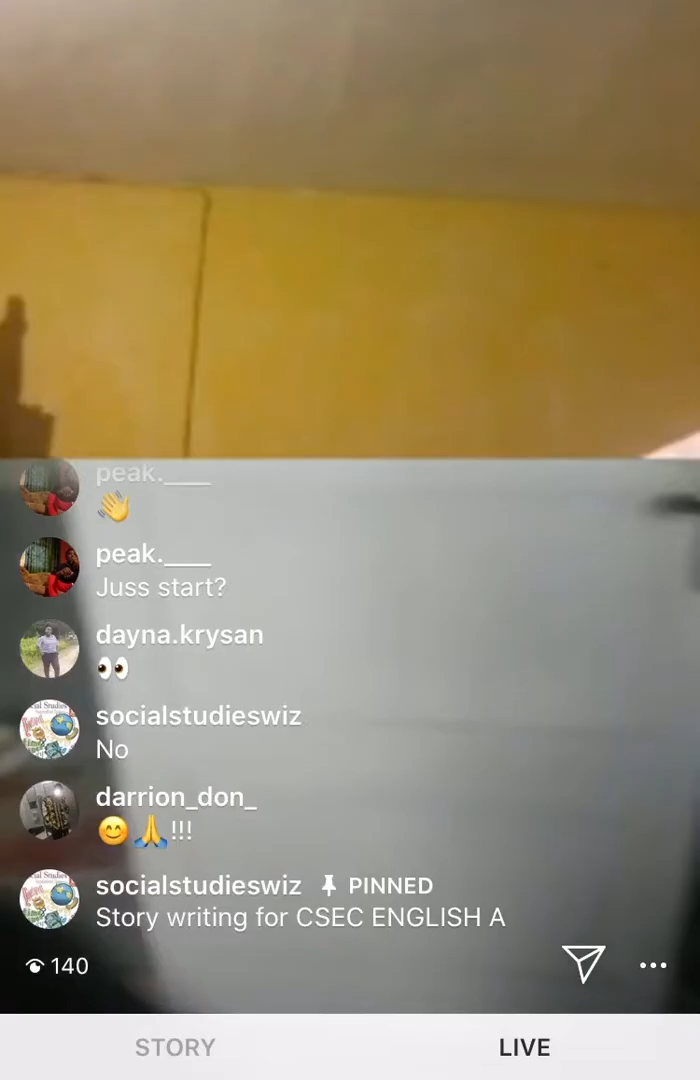 peak.____
👋
peak.____
Juss start?
dayna.krysan
👀
socialstudieswiz
No
darrion_don_
😊🙏!!!
socialstudieswiz PINNED
Story writing for CSEC ENGLISH A
140
STORY LIVE